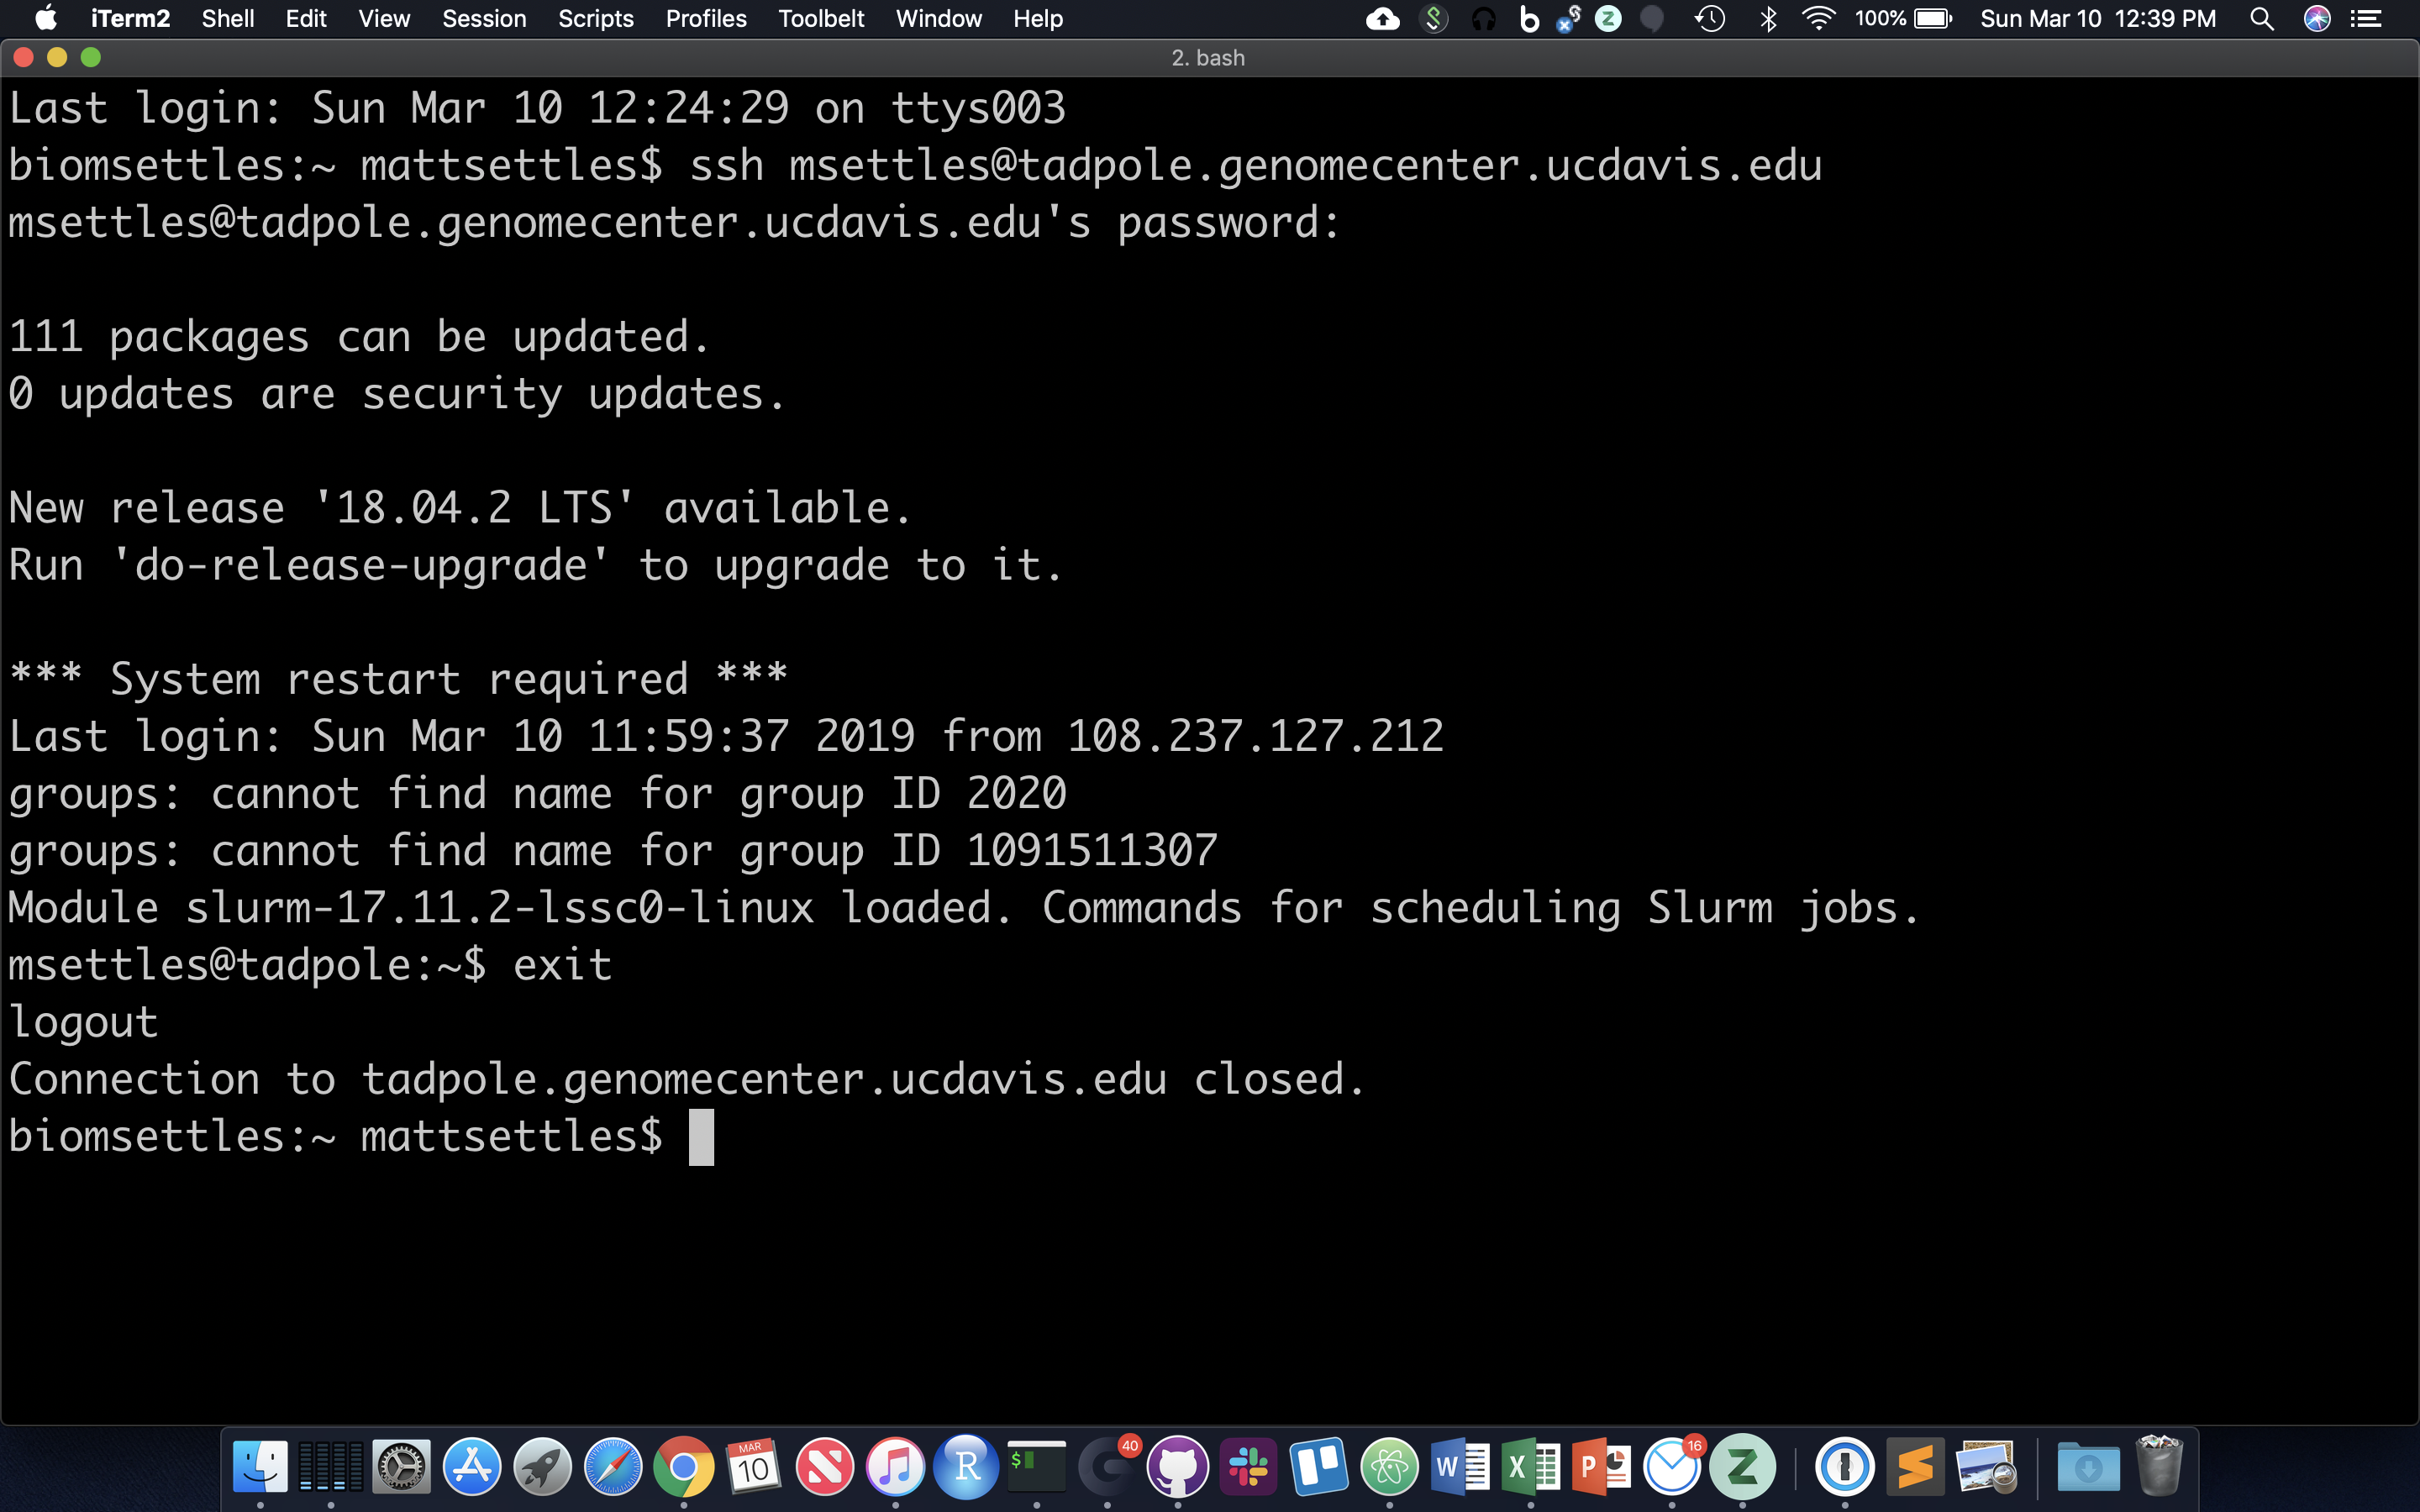 iTerm2 Shell Edit View Session Scripts Profiles Toolbelt Window Help 100% Sun Mar 10 12:39 PM
2. bash
Last login: Sun Mar 10 12:24:29 on ttys003
biomsettles:~ mattsettles$ ssh msettles@tadpole.genomecenter.ucdavis.edu
msettles@tadpole.genomecenter.ucdavis.edu's password:
111 packages can be updated.
0 updates are security updates.
New release '18.04.2 LTS' available.
Run 'do-release-upgrade' to upgrade to it.
*** System restart required ***
Last login: Sun Mar 10 11:59:37 2019 from 108.237.127.212
groups: cannot find name for group ID 2020
groups: cannot find name for group ID 1091511307
Module slurm-17.11.2-lssc0-linux loaded. Commands for scheduling Slurm jobs.
msettles@tadpole:~$ exit
logout
Connection to tadpole.genomecenter.ucdavis.edu closed.
biomsettles:~ mattsettles$
MAR
10 R $ 40 W X P 16 Z